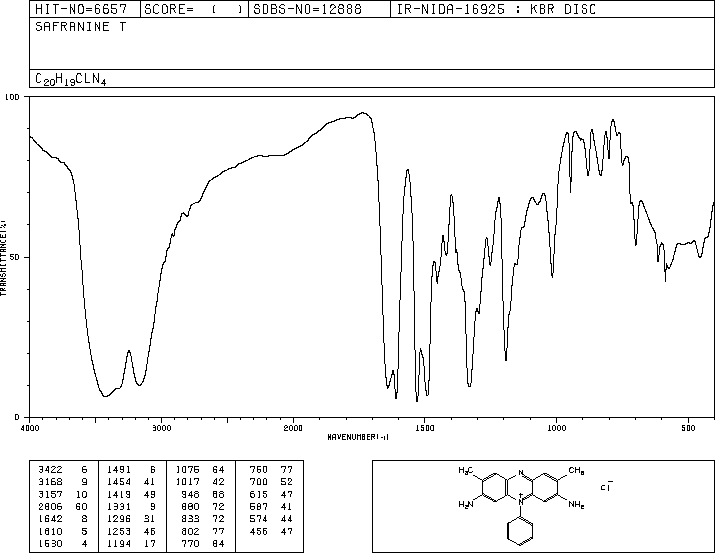 HIT-NO=6657 SCORE= ( ) SDBS-NO=12888 IR-NIDA-16925 : KBR DISC
SAFRANINE T
C20H19CLN4
100
50
0
TRANSMITTANCE(%)
4000 3000 2000 1500 1000 500
WAVENUMBER(-1)
3422 6 1491 6 1076 64 760 77
3168 9 1454 41 1017 42 700 52
3157 10 1419 49 948 68 615 47
2806 60 1331 9 880 72 587 41
1642 8 1296 31 833 72 574 44
1610 5 1253 46 802 77 456 47
1530 4 1194 17 770 84
H3C N CH3
H2N N+ NH2
Cl-